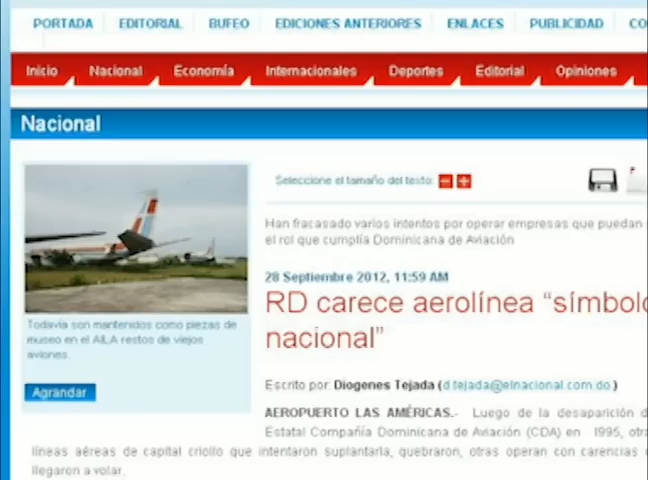 PORTADA EDITORIAL BUFEO EDICIONES ANTERIORES ENLACES PUBLICIDAD CO
Inicio Nacional Economía Internacionales Deportes Editorial Opiniones
Nacional
Seleccione el tamaño del texto:
Han fracasado varios intentos por operar empresas que puedan
el rol que cumplía Dominicana de Aviación
28 Septiembre 2012, 11:59 AM
RD carece aerolínea “símbolo
nacional”
Todavía son mantenidos como piezas de
museo en el AILA restos de viejos
aviones.
Agrandar
Escrito por: Diogenes Tejada (d.tejada@elnacional.com.do)
AEROPUERTO LAS AMÉRICAS.- Luego de la desaparición d
Estatal Compañía Dominicana de Aviación (CDA) en 1995, otra
líneas aéreas de capital criollo que intentaron suplantarla, quebraron, otras operan con carencias
llegaron a volar.